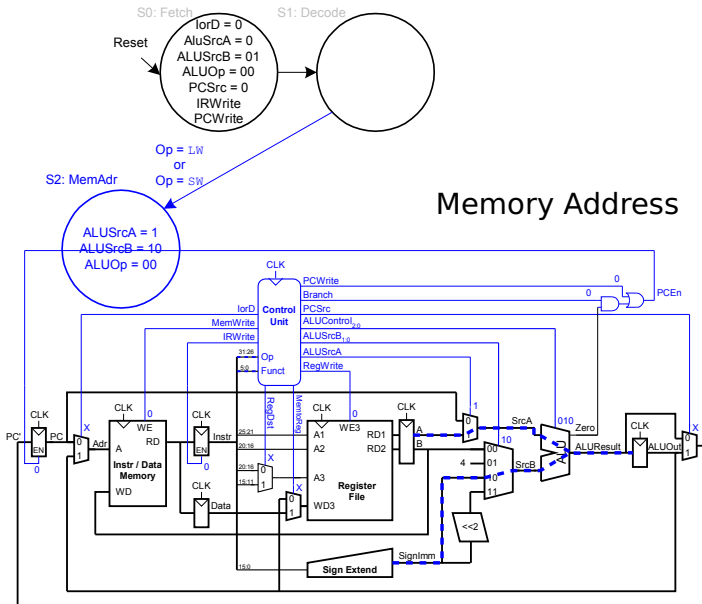 S0: Fetch
S1: Decode
IorD = 0
AluSrcA = 0
ALUSrcB = 01
ALUOp = 00
PCSrc = 0
IRWrite
PCWrite
Reset
Op = LW
or
Op = SW
S2: MemAdr
ALUSrcA = 1
ALUSrcB = 10
ALUOp = 00
Memory Address
CLK
PCWrite
0
Branch
0
PCEn
IorD
Control
Unit
PCSrc
MemWrite
ALUControl2:0
IRWrite
ALUSrcB1:0
31:26
Op
ALUSrcA
5:0
Funct
RegWrite
RegDst
MemtoReg
CLK
CLK
CLK
CLK
CLK
CLK
X
0
0
1
10
010
X
PC'
PC
EN
0
0
1
Adr
A
WE
RD
Instr / Data
Memory
WD
EN
Instr
25:21
20:16
20:16
15:11
A1
A2
A3
WD3
WE3
RD1
RD2
Register
File
X
0
1
X
0
1
CLK
Data
A
B
0
1
SrcA
4
00
01
10
11
SrcB
ALU
Zero
ALUResult
ALUOut
0
1
<<2
15:0
Sign Extend
SignImm